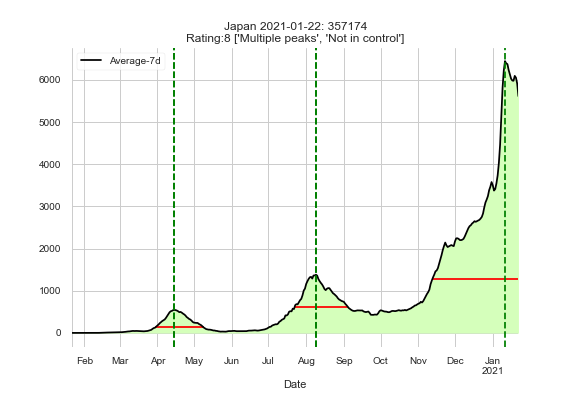 Japan 2021-01-22: 357174
Rating:8 ['Multiple peaks', 'Not in control']
Average-7d
6000
5000
4000
3000
2000
1000
0
Feb Mar Apr May Jun Jul Aug Sep Oct Nov Dec Jan
2021
Date